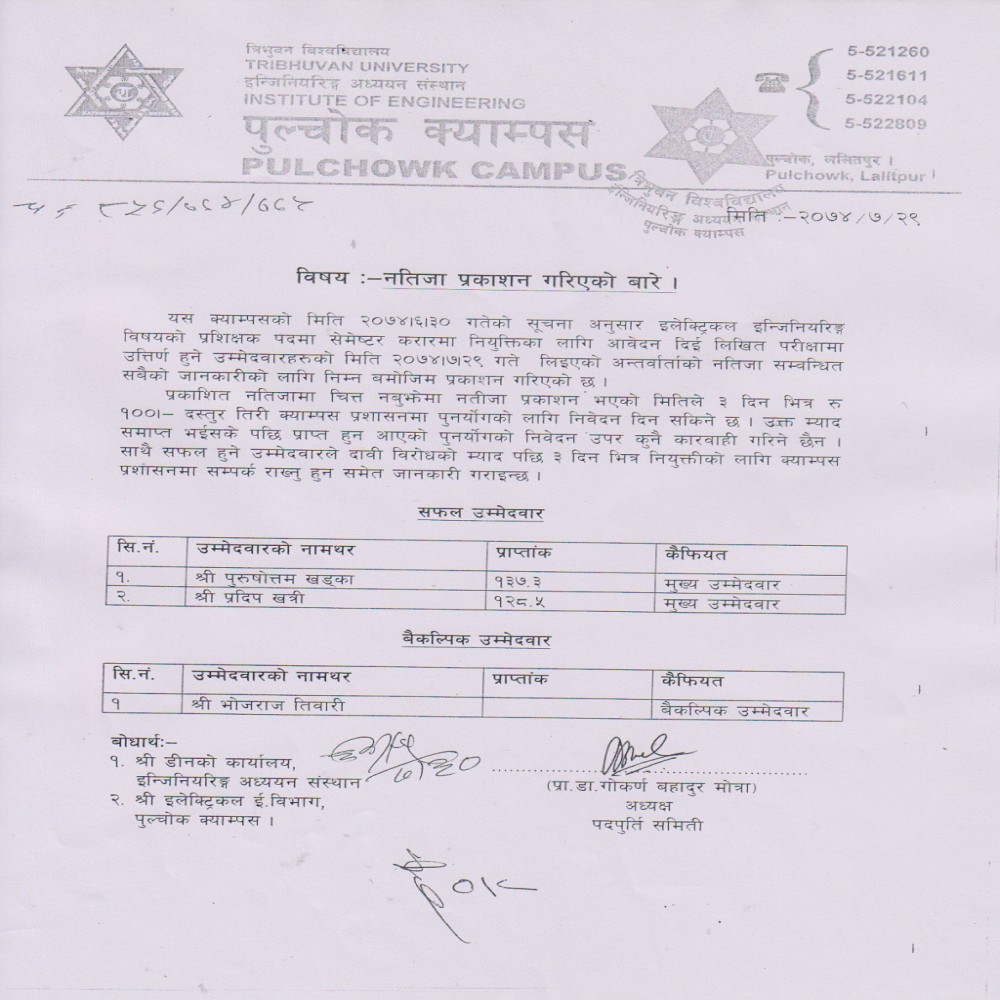 त्रिभुवन विश्वविद्यालय
TRIBHUVAN UNIVERSITY
इन्जिनियरिङ्ग अध्ययन संस्थान
INSTITUTE OF ENGINEERING
पुल्चोक क्याम्पस
PULCHOWK CAMPUS
5-521260
5-521611
5-522104
5-522809
पुल्चोक, ललितपुर ।
Pulchowk, Lalitpur
त्रिभुवन विश्वविद्यालय
इन्जिनियरिङ्ग अध्ययन संस्थान
पुल्चोक क्याम्पस
मिति :–२०७४/७/२९
विषय :–नतिजा प्रकाशन गरिएको बारे ।
यस क्याम्पसको मिति २०७४।६।३० गतेको सूचना अनुसार इलेक्ट्रिकल इन्जिनियरिङ्ग
विषयको प्रशिक्षक पदमा सेमेष्टर करारमा नियुक्तिका लागि आवेदन दिई लिखित परीक्षामा
उत्तिर्ण हुने उम्मेदवारहरुको मिति २०७४।७।२९ गते लिइएको अन्तर्वार्ताको नतिजा सम्वन्धित
सबैको जानकारीको लागि निम्न बमोजिम प्रकाशन गरिएको छ ।
प्रकाशित नतिजामा चित्त नबुझेमा नतीजा प्रकाशन भएको मितिले ३ दिन भित्र रु
१००।– दस्तुर तिरी क्याम्पस प्रशासनमा पुनर्योगको लागि निवेदन दिन सकिने छ । उक्त म्याद
समाप्त भईसके पछि प्राप्त हुन आएको पुनर्योगको निवेदन उपर कुनै कारवाही गरिने छैन ।
साथै सफल हुने उम्मेदवारले दावी विरोधको म्याद पछि ३ दिन भित्र नियुक्तीको लागि क्याम्पस
प्रशासनमा सम्पर्क राख्नु हुन समेत जानकारी गराइन्छ ।
सफल उम्मेदवार
सि.नं. उम्मेदवारको नामथर प्राप्तांक कैफियत
१. श्री पुरुषोत्तम खड्का १३७.३ मुख्य उम्मेदवार
२. श्री प्रदिप खत्री १२८.५ मुख्य उम्मेदवार
बैकल्पिक उम्मेदवार
सि.नं. उम्मेदवारको नामथर प्राप्तांक कैफियत
१ श्री भोजराज तिवारी बैकल्पिक उम्मेदवार
बोधार्थः–
१. श्री डीनको कार्यालय,
इन्जिनियरिङ्ग अध्ययन संस्थान
२. श्री इलेक्ट्रिकल ई.विभाग,
पुल्चोक क्याम्पस ।
(प्रा.डा.गोकर्ण बहादुर मोत्रा)
अध्यक्ष
पदपुर्ति समिती